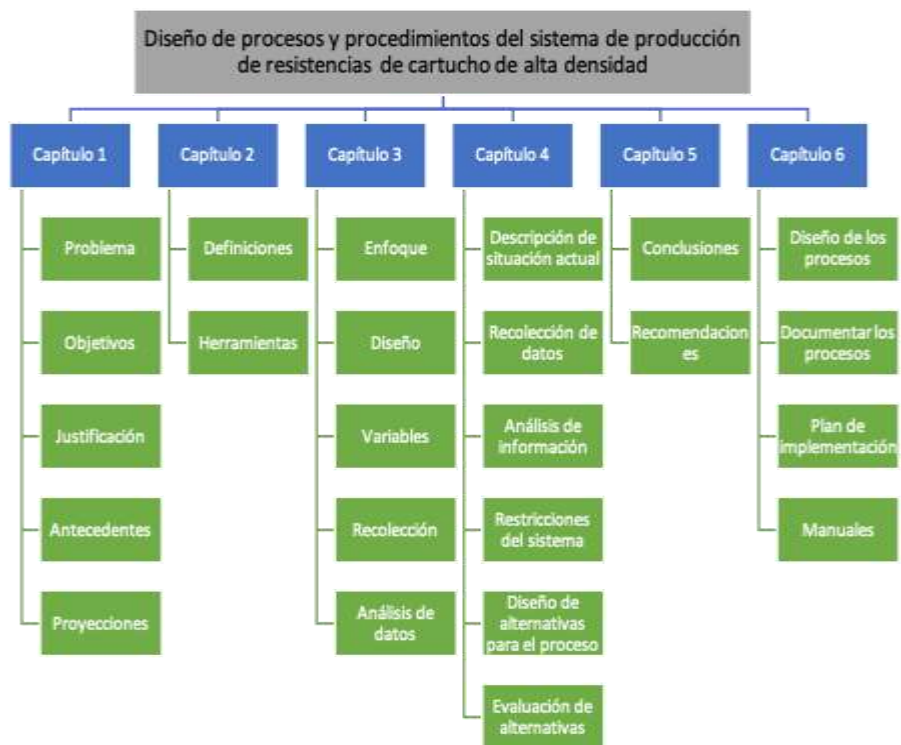 Diseño de procesos y procedimientos del sistema de producción
de resistencias de cartucho de alta densidad
Capítulo 1
Capítulo 2
Capítulo 3
Capítulo 4
Capítulo 5
Capítulo 6
Problema
Objetivos
Justificación
Antecedentes
Proyecciones
Definiciones
Herramientas
Enfoque
Diseño
Variables
Recolección
Análisis de
datos
Descripción de
situación actual
Recolección de
datos
Análisis de
información
Restricciones
del sistema
Diseño de
alternativas
para el proceso
Evaluación de
alternativas
Conclusiones
Recomendacion
es
Diseño de los
procesos
Documentar los
procesos
Plan de
implementación
Manuales